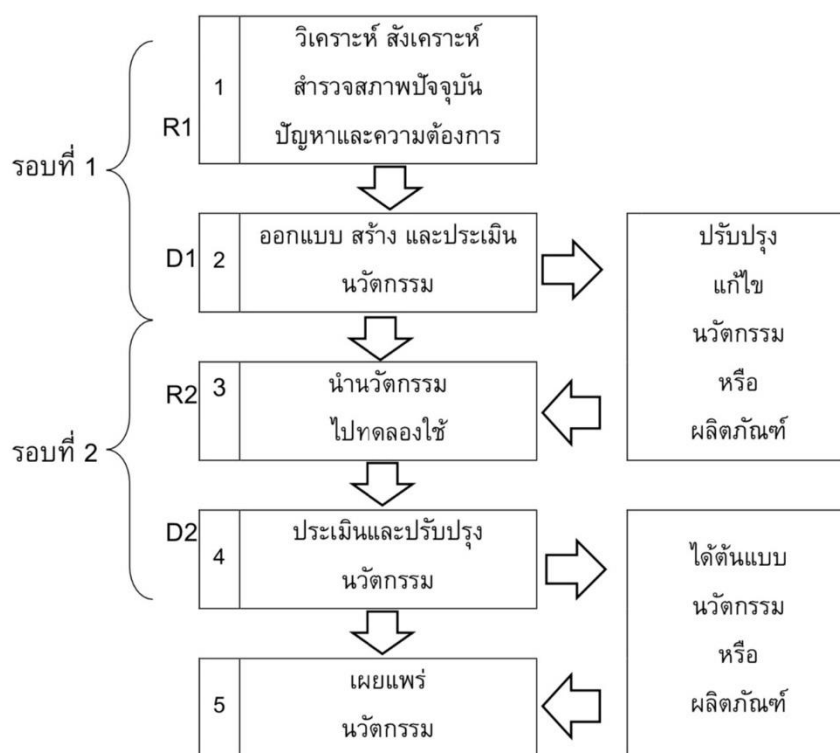 รอบที่ 1
R1
1
วิเคราะห์ สังเคราะห์
สำรวจสภาพปัจจุบัน
ปัญหาและความต้องการ
D1
2
ออกแบบ สร้าง และประเมิน
นวัตกรรม
ปรับปรุง
แก้ไข
นวัตกรรม
หรือ
ผลิตภัณฑ์
รอบที่ 2
R2
3
นำนวัตกรรม
ไปทดลองใช้
D2
4
ประเมินและปรับปรุง
นวัตกรรม
ได้ต้นแบบ
นวัตกรรม
หรือ
ผลิตภัณฑ์
5
เผยแพร่
นวัตกรรม